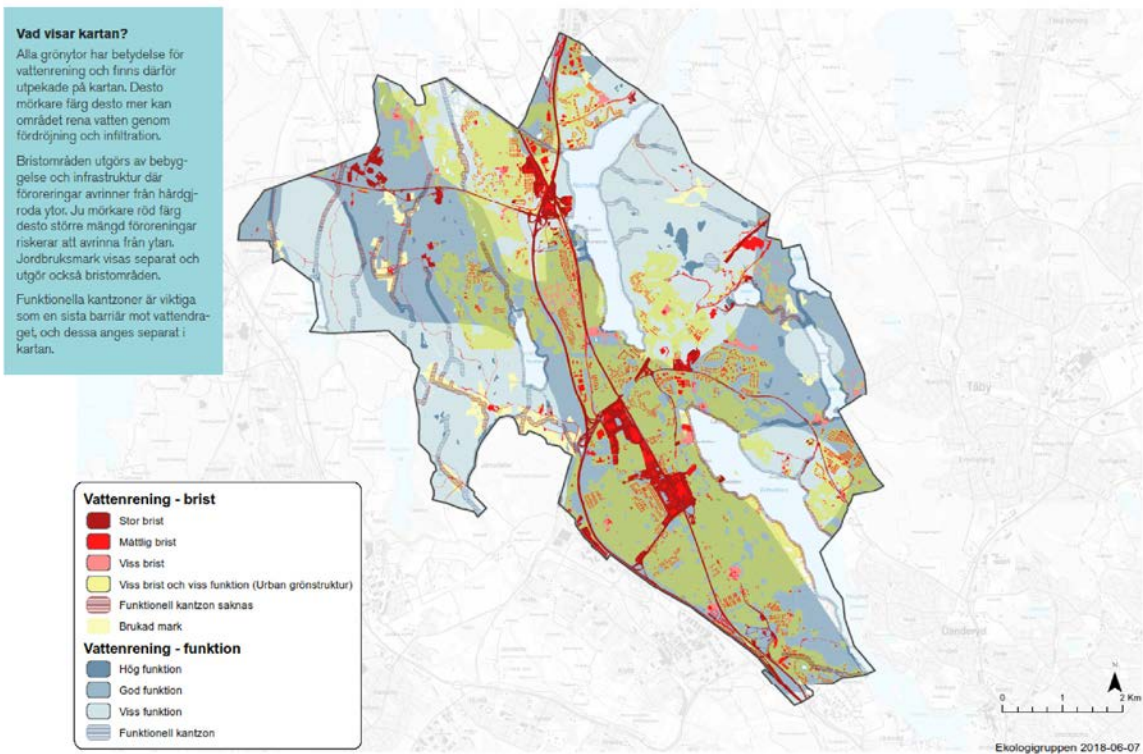 Vad visar kartan?
Alla grönytor har betydelse för
vattenrening och finns därför
utpekade på kartan. Desto
mörkare färg desto mer kan
området rena vatten genom
fördröjning och infiltration.
Bristområden utgörs av bebyg-
gelse och infrastruktur där
föroreningar avrinner från hårdgj-
roda ytor. Ju mörkare röd färg
desto större mängd föroreningar
riskerar att avrinna från ytan.
Jordbruksmark visas separat och
utgör också bristområden.
Funktionella kantzoner är viktiga
som en sista barriär mot vattendra-
get, och dessa anges separat i
kartan.
Täby
Danderyd
Vattenrening - brist
Stor brist
Måttlig brist
Viss brist
Viss brist och viss funktion (Urban grönstruktur)
Funktionell kantzon saknas
Brukad mark
Vattenrening - funktion
Hög funktion
God funktion
Viss funktion
Funktionell kantzon
N
0 1 2 Km
Ekologigruppen 2018-06-07